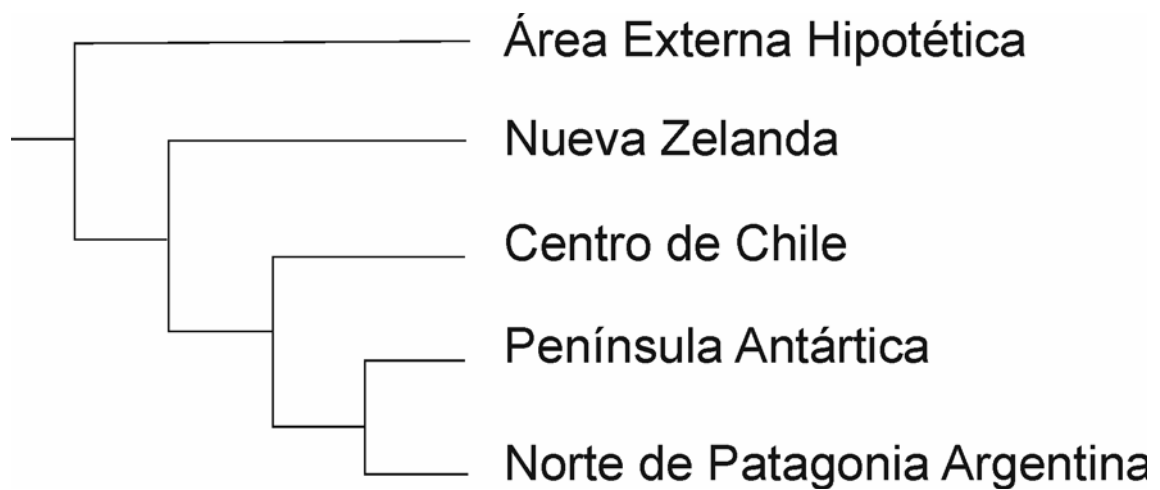 Área Externa Hipotética
Nueva Zelanda
Centro de Chile
Península Antártica
Norte de Patagonia Argentina